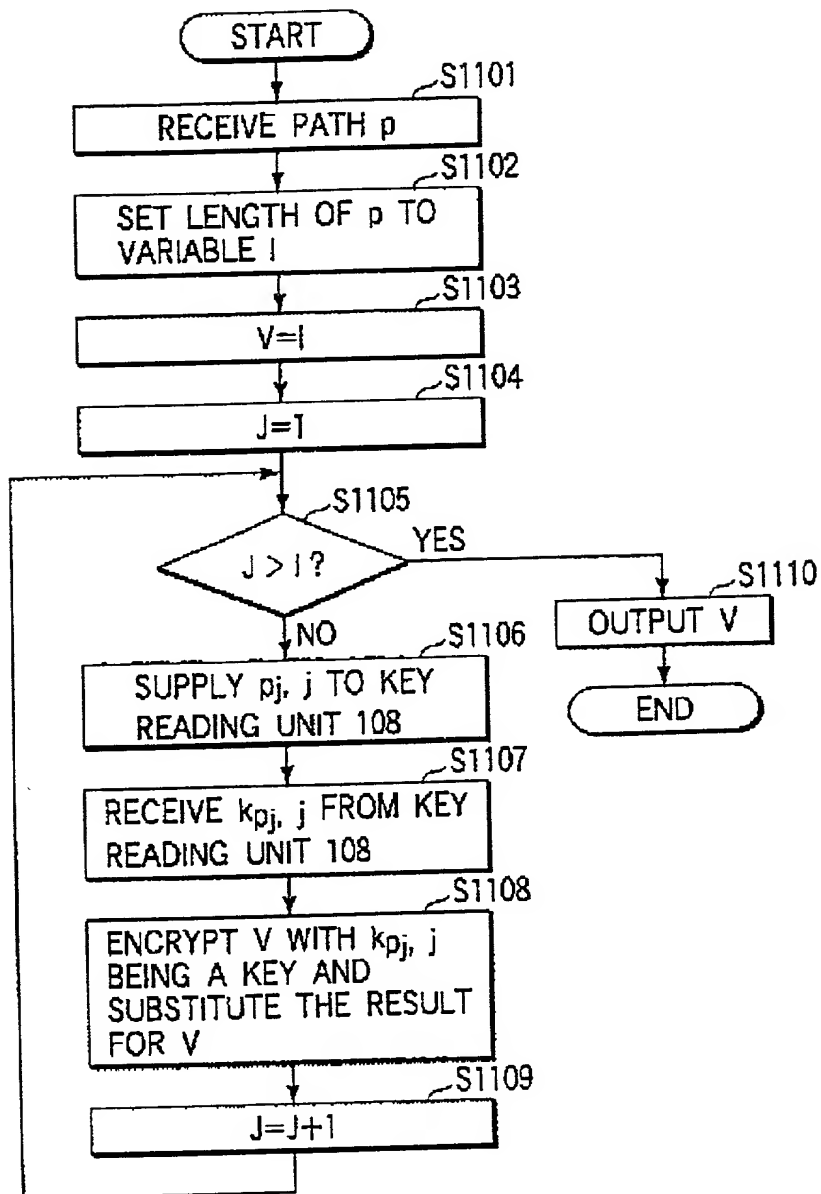 START
S1101
RECEIVE PATH p
S1102
SET LENGTH OF p TO
VARIABLE l
S1103
V=l
S1104
J=1
S1105
J > l ?
YES
S1110
OUTPUT V
END
NO
S1106
SUPPLY pj, j TO KEY
READING UNIT 108
S1107
RECEIVE kpj, j FROM KEY
READING UNIT 108
S1108
ENCRYPT V WITH kpj, j
BEING A KEY AND
SUBSTITUTE THE RESULT
FOR V
S1109
J=J+1